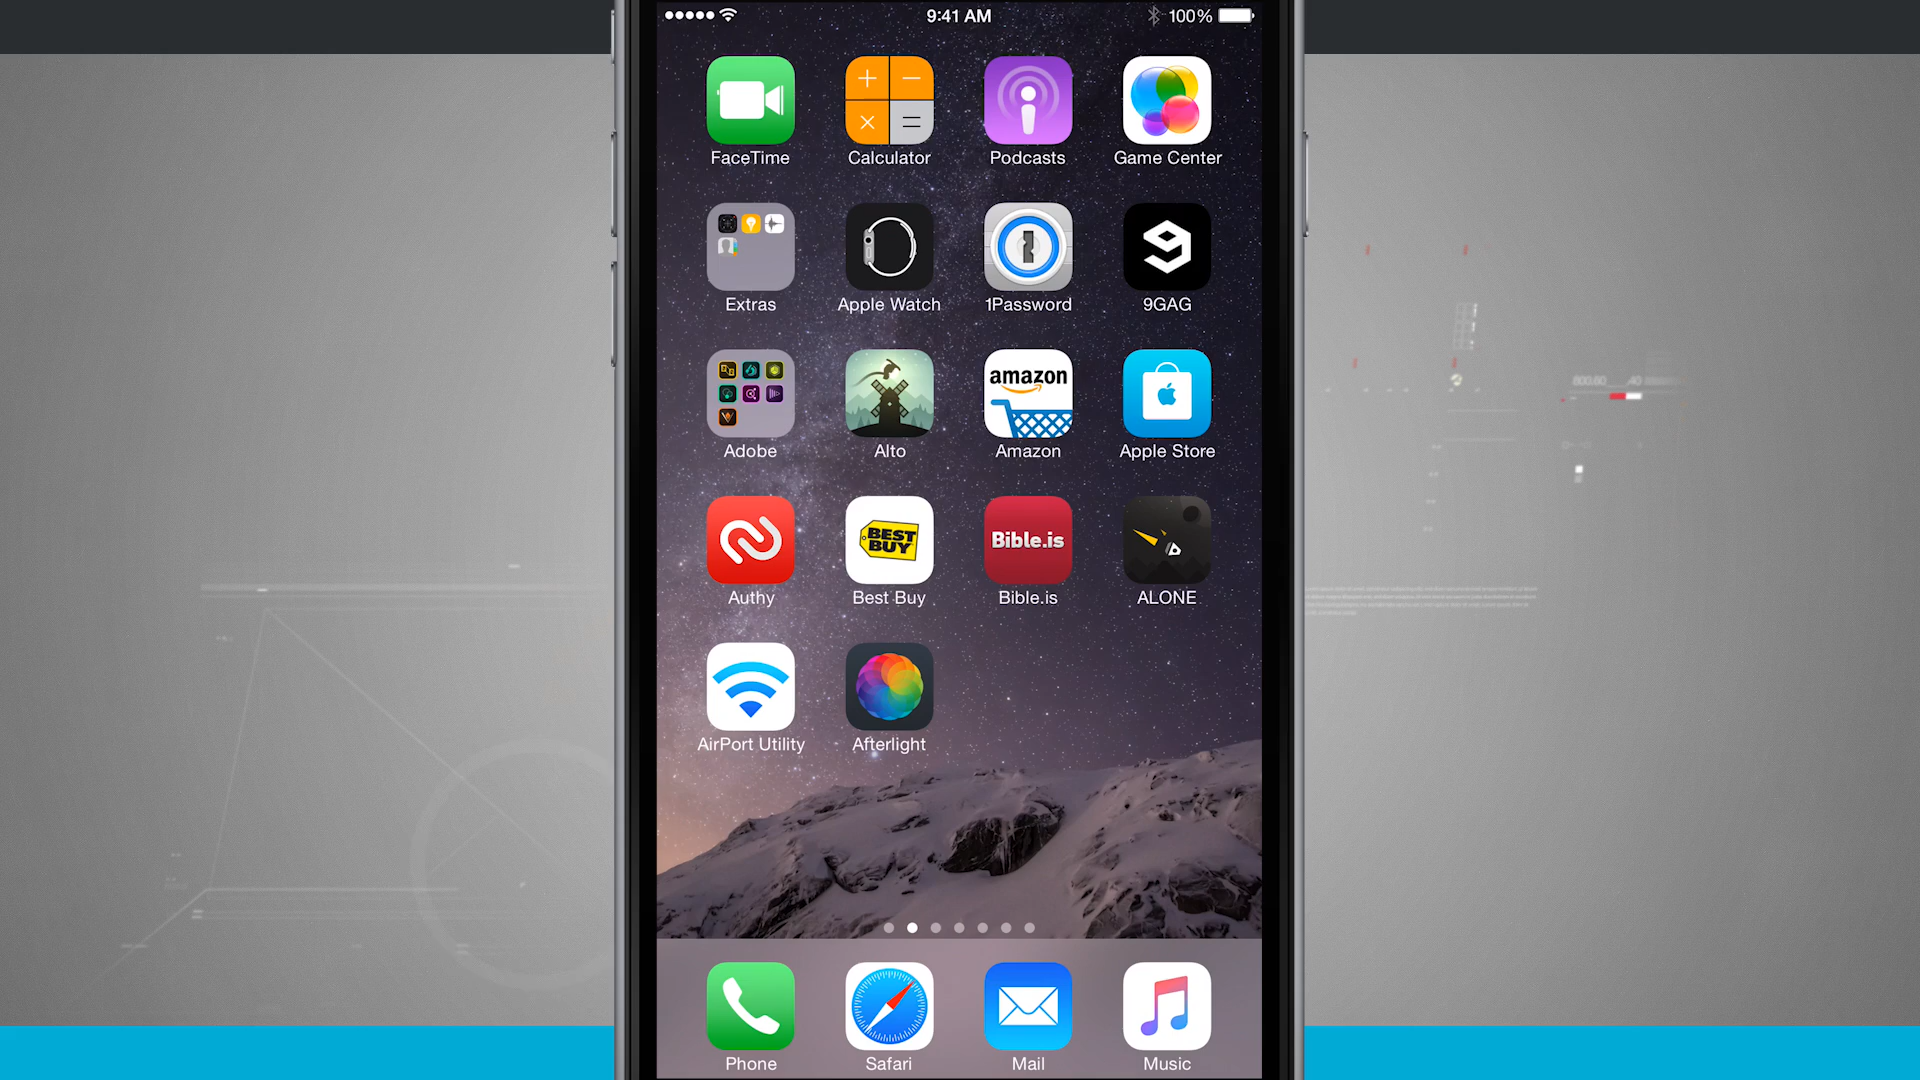 9:41 AM
100%
FaceTime
Calculator
Podcasts
Game Center
Extras
Apple Watch
1Password
9GAG
amazon
Adobe
Alto
Amazon
Apple Store
BEST
BUY
Bible.is
Authy
Best Buy
Bible.is
ALONE
AirPort Utility
Afterlight
Phone
Safari
Mail
Music